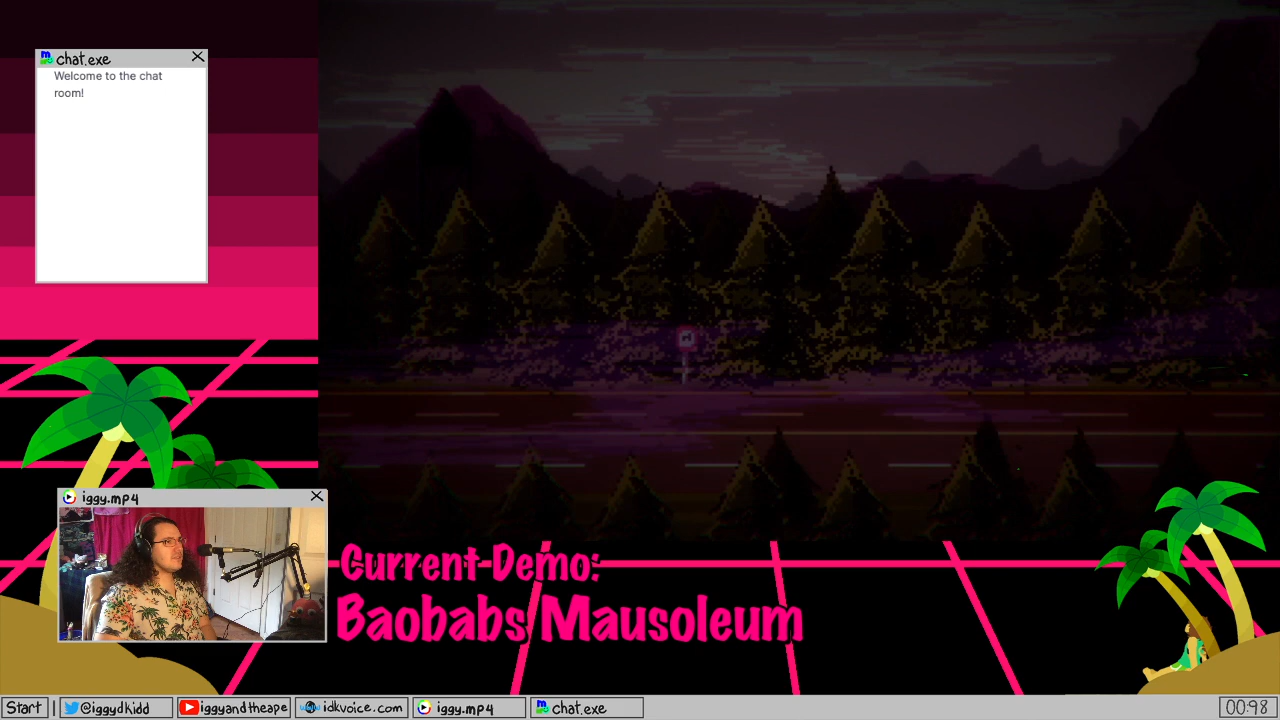 chat.exe
Welcome to the chat
room!
iggy.mp4
Current Demo:
Baobabs Mausoleum
Start | @iggydkidd iggyandtheape idkvoice.com iggy.mp4 chat.exe 00:98